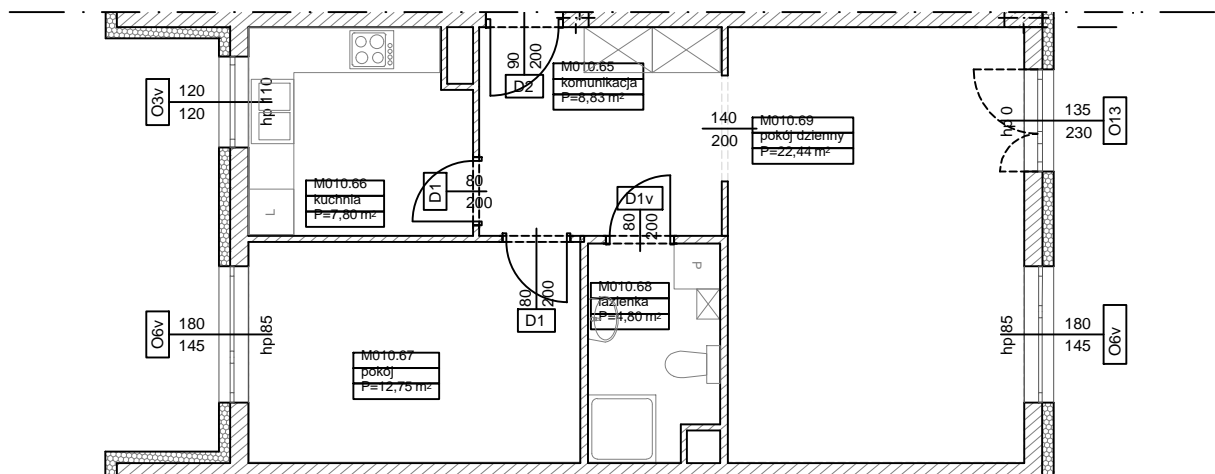 90
200
D2
M010.65
komunikacja
P=8,83 m²
O3v
120
120
hp 110
140
200
M010.69
pokój dzienny
P=22,44 m²
hp 0
135
230
O13
M010.66
kuchnia
P=7,80 m²
D1
80
200
D1v
80
200
L
P
80
200
D1
M010.68
łazienka
P=4,80 m²
O6v
180
145
hp85
M010.67
pokój
P=12,75 m²
hp85
180
145
O6v